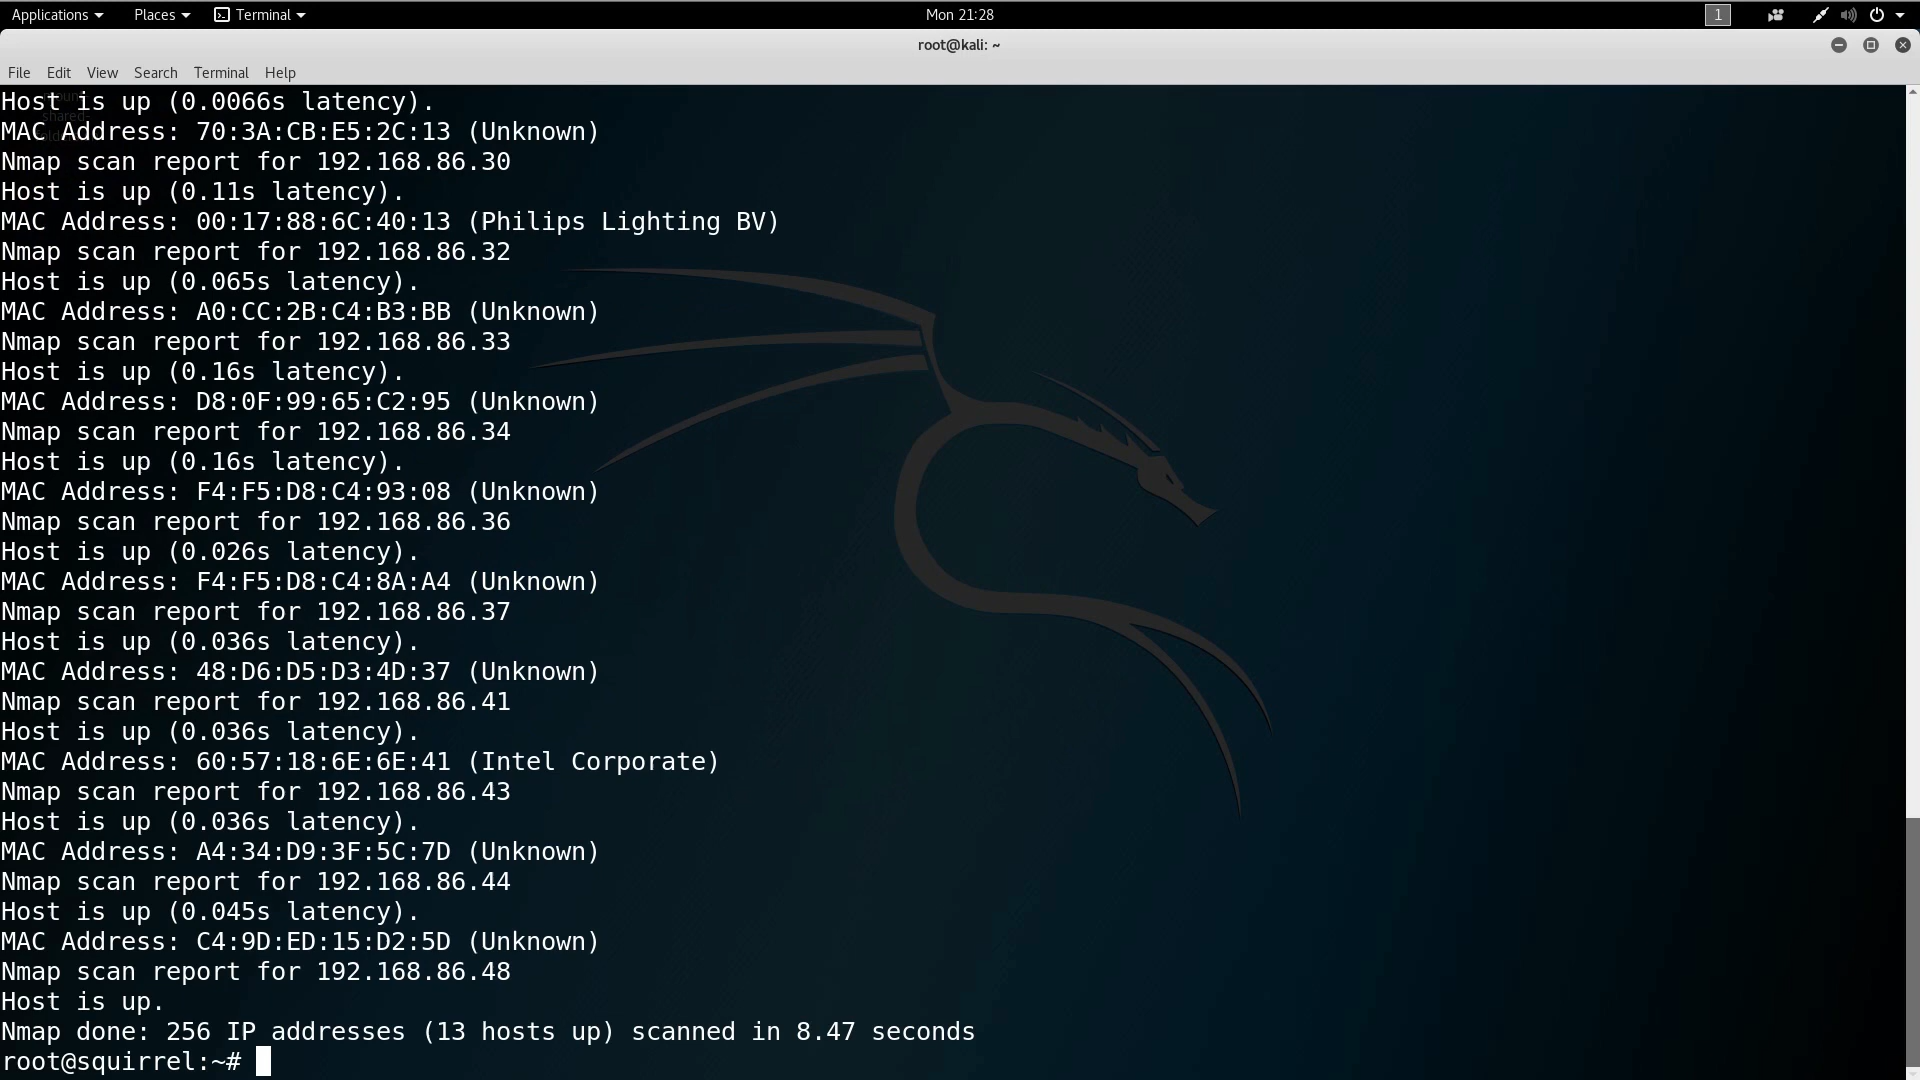 Applications Places Terminal Mon 21:28 1
root@kali: ~
File Edit View Search Terminal Help
Host is up (0.0066s latency).
MAC Address: 70:3A:CB:E5:2C:13 (Unknown)
Nmap scan report for 192.168.86.30
Host is up (0.11s latency).
MAC Address: 00:17:88:6C:40:13 (Philips Lighting BV)
Nmap scan report for 192.168.86.32
Host is up (0.065s latency).
MAC Address: A0:CC:2B:C4:B3:BB (Unknown)
Nmap scan report for 192.168.86.33
Host is up (0.16s latency).
MAC Address: D8:0F:99:65:C2:95 (Unknown)
Nmap scan report for 192.168.86.34
Host is up (0.16s latency).
MAC Address: F4:F5:D8:C4:93:08 (Unknown)
Nmap scan report for 192.168.86.36
Host is up (0.026s latency).
MAC Address: F4:F5:D8:C4:8A:A4 (Unknown)
Nmap scan report for 192.168.86.37
Host is up (0.036s latency).
MAC Address: 48:D6:D5:D3:4D:37 (Unknown)
Nmap scan report for 192.168.86.41
Host is up (0.036s latency).
MAC Address: 60:57:18:6E:6E:41 (Intel Corporate)
Nmap scan report for 192.168.86.43
Host is up (0.036s latency).
MAC Address: A4:34:D9:3F:5C:7D (Unknown)
Nmap scan report for 192.168.86.44
Host is up (0.045s latency).
MAC Address: C4:9D:ED:15:D2:5D (Unknown)
Nmap scan report for 192.168.86.48
Host is up.
Nmap done: 256 IP addresses (13 hosts up) scanned in 8.47 seconds
root@squirrel:~#